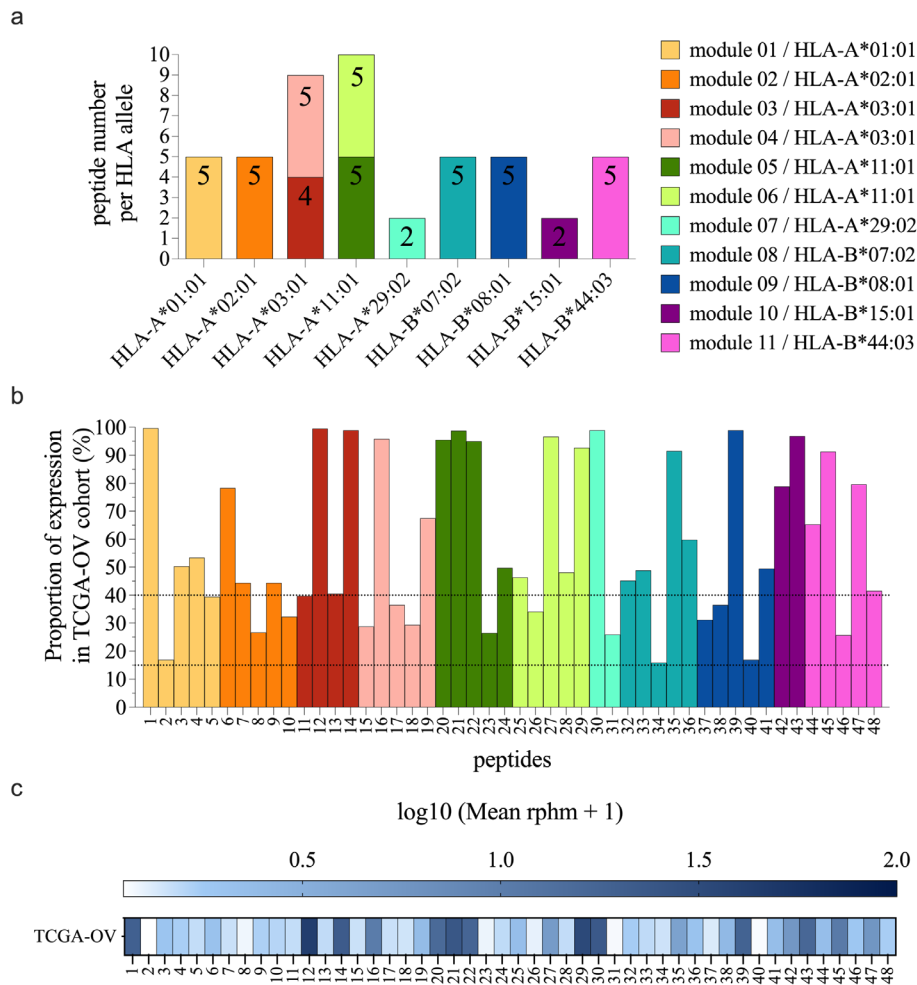 a
peptide number
per HLA allele
10
9
8
7
6
5
4
3
2
1
0
5 5 5 4 5 5 2 5 5 2 5
HLA-A*01:01
HLA-A*02:01
HLA-A*03:01
HLA-A*11:01
HLA-A*29:02
HLA-B*07:02
HLA-B*08:01
HLA-B*15:01
HLA-B*44:03
module 01 / HLA-A*01:01
module 02 / HLA-A*02:01
module 03 / HLA-A*03:01
module 04 / HLA-A*03:01
module 05 / HLA-A*11:01
module 06 / HLA-A*11:01
module 07 / HLA-A*29:02
module 08 / HLA-B*07:02
module 09 / HLA-B*08:01
module 10 / HLA-B*15:01
module 11 / HLA-B*44:03
b
Proportion of expression
in TCGA-OV cohort (%)
100
90
80
70
60
50
40
30
20
10
0
1 2 3 4 5 6 7 8 9 10 11 12 13 14 15 16 17 18 19 20 21 22 23 24 25 26 27 28 29 30 31 32 33 34 35 36 37 38 39 40 41 42 43 44 45 46 47 48
peptides
c
log10 (Mean rphm + 1)
0.5 1.0 1.5 2.0
TCGA-OV
1 2 3 4 5 6 7 8 9 10 11 12 13 14 15 16 17 18 19 20 21 22 23 24 25 26 27 28 29 30 31 32 33 34 35 36 37 38 39 40 41 42 43 44 45 46 47 48